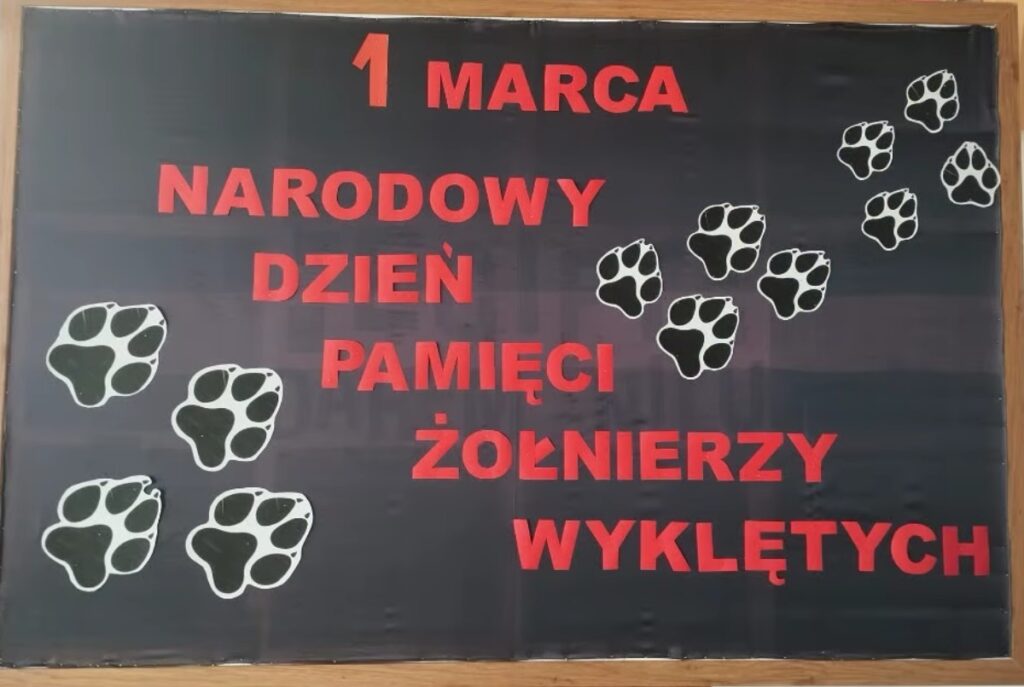 1 MARCA
NARODOWY
DZIEŃ
PAMIĘCI
ŻOŁNIERZY
WYKLĘTYCH